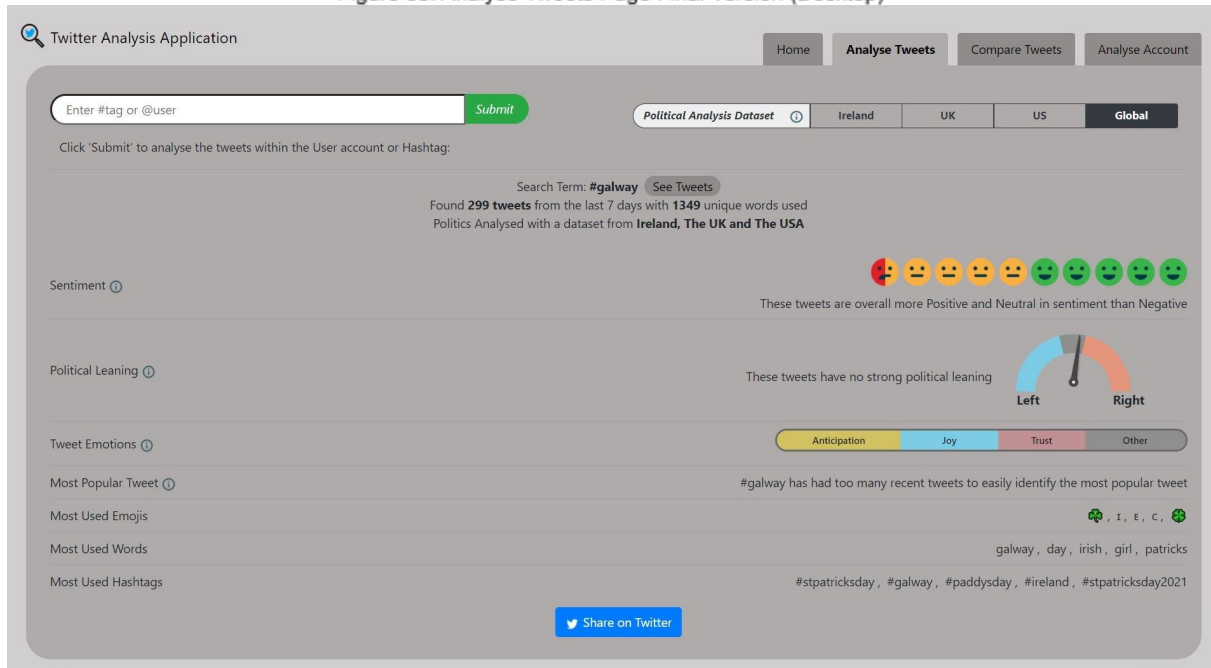 Twitter Analysis Application
Home
Analyse Tweets
Compare Tweets
Analyse Account
Enter #tag or @user
Submit
Political Analysis Dataset
Ireland
UK
US
Global
Click 'Submit' to analyse the tweets within the User account or Hashtag:
Search Term: #galway See Tweets
Found 299 tweets from the last 7 days with 1349 unique words used
Politics Analysed with a dataset from Ireland, The UK and The USA
Sentiment
These tweets are overall more Positive and Neutral in sentiment than Negative
Political Leaning
These tweets have no strong political leaning
Left
Right
Tweet Emotions
Anticipation
Joy
Trust
Other
Most Popular Tweet
#galway has had too many recent tweets to easily identify the most popular tweet
Most Used Emojis
☘ , I , E , C , 🍀
Most Used Words
galway , day , irish , girl , patricks
Most Used Hashtags
#stpatricksday , #galway , #paddysday , #ireland , #stpatricksday2021
Share on Twitter